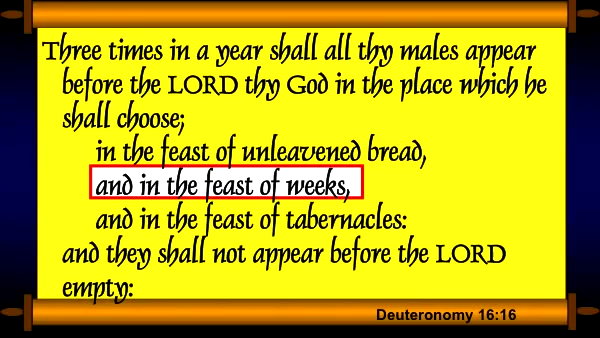 Three times in a year shall all thy males appear
before the LORD thy God in the place which he
shall choose;
in the feast of unleavened bread,
and in the feast of weeks,
and in the feast of tabernacles:
and they shall not appear before the LORD
empty:
Deuteronomy 16:16